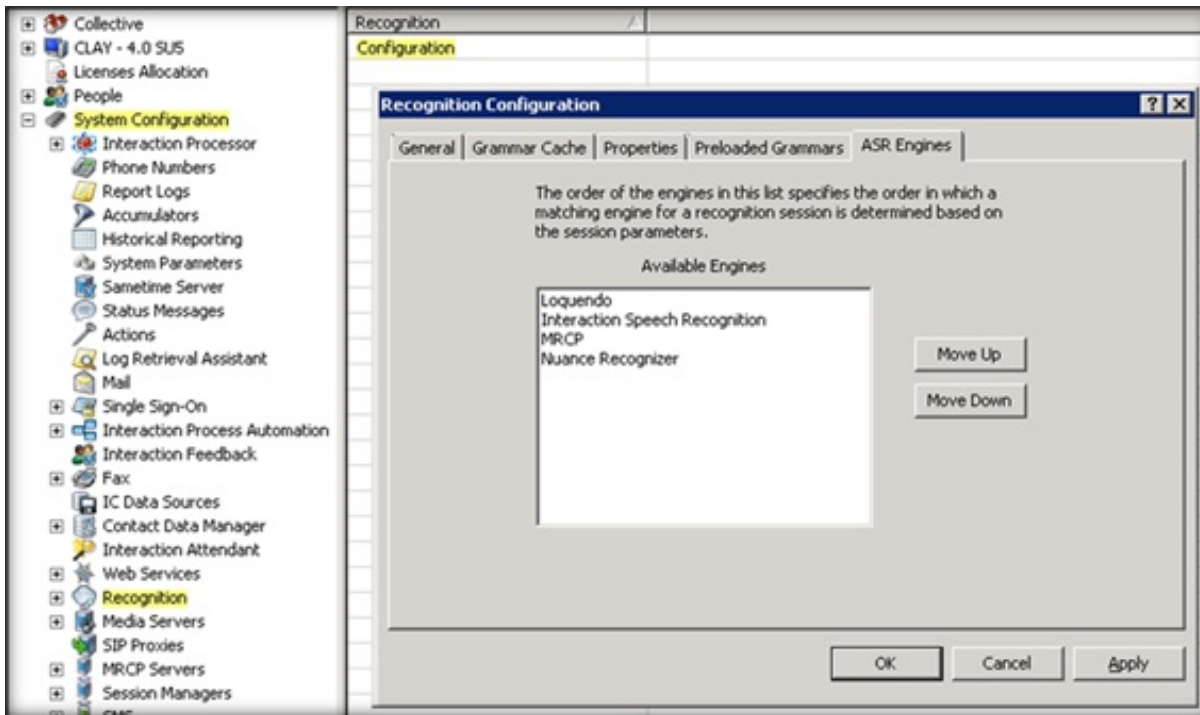 Collective
CLAY - 4.0 SU5
Licenses Allocation
People
System Configuration
Interaction Processor
Phone Numbers
Report Logs
Accumulators
Historical Reporting
System Parameters
Sametime Server
Status Messages
Actions
Log Retrieval Assistant
Mail
Single Sign-On
Interaction Process Automation
Interaction Feedback
Fax
IC Data Sources
Contact Data Manager
Interaction Attendant
Web Services
Recognition
Media Servers
SIP Proxies
MRCP Servers
Session Managers
Recognition
Configuration
Recognition Configuration
General
Grammar Cache
Properties
Preloaded Grammars
ASR Engines
The order of the engines in this list specifies the order in which a
matching engine for a recognition session is determined based on
the session parameters.
Available Engines
Loquendo
Interaction Speech Recognition
MRCP
Nuance Recognizer
Move Up
Move Down
OK
Cancel
Apply